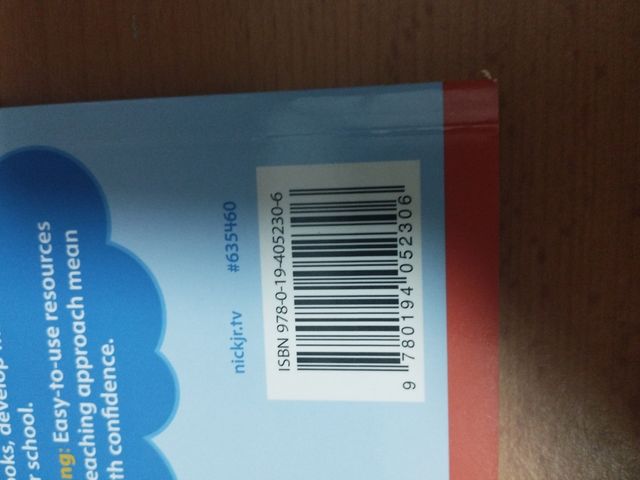 ooks, develop
r school.
ng: Easy-to-use resources
eaching approach mean
th confidence.
nickjr.tv #635460
ISBN 978-0-19-405230-6
9 780194 052306